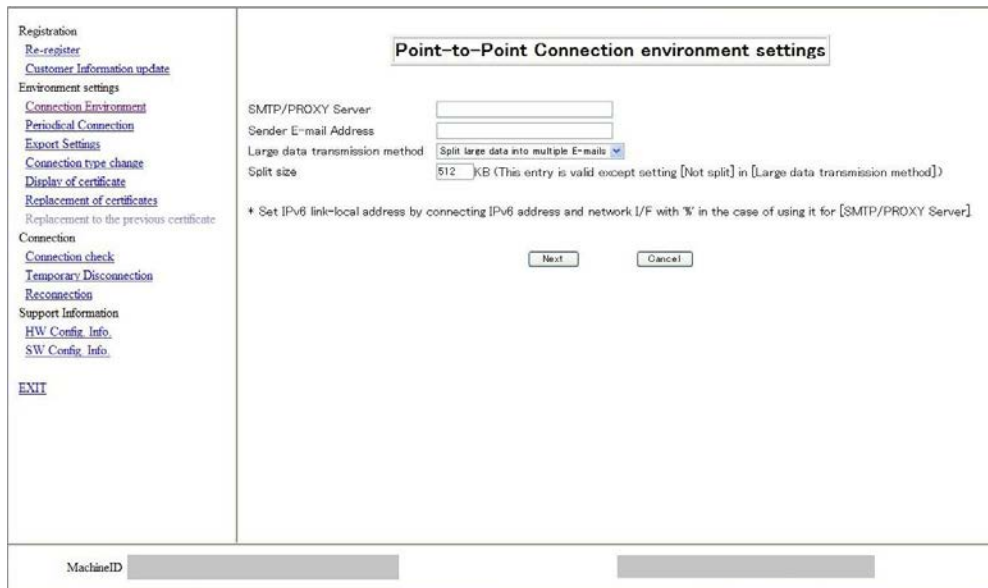 Registration
Re-register
Customer Information update
Environment settings
Connection Environment
Periodical Connection
Export Settings
Connection type change
Display of certificate
Replacement of certificates
Replacement to the previous certificate
Connection
Connection check
Temporary Disconnection
Reconnection
Support Information
HW Config. Info.
SW Config. Info.
EXIT
Point-to-Point Connection environment settings
SMTP/PROXY Server
Sender E-mail Address
Large data transmission method Split large data into multiple E-mails
Split size 512 KB (This entry is valid except setting [Not split] in [Large data transmission method].)
* Set IPv6 link-local address by connecting IPv6 address and network I/F with '%' in the case of using it for [SMTP/PROXY Server].
Next Cancel
MachineID